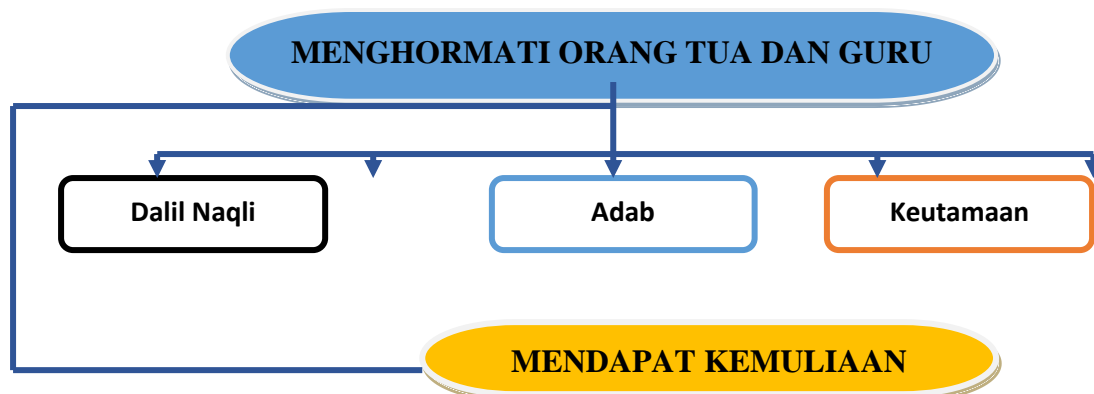 MENGHORMATI ORANG TUA DAN GURU
Dalil Naqli
Adab
Keutamaan
MENDAPAT KEMULIAAN